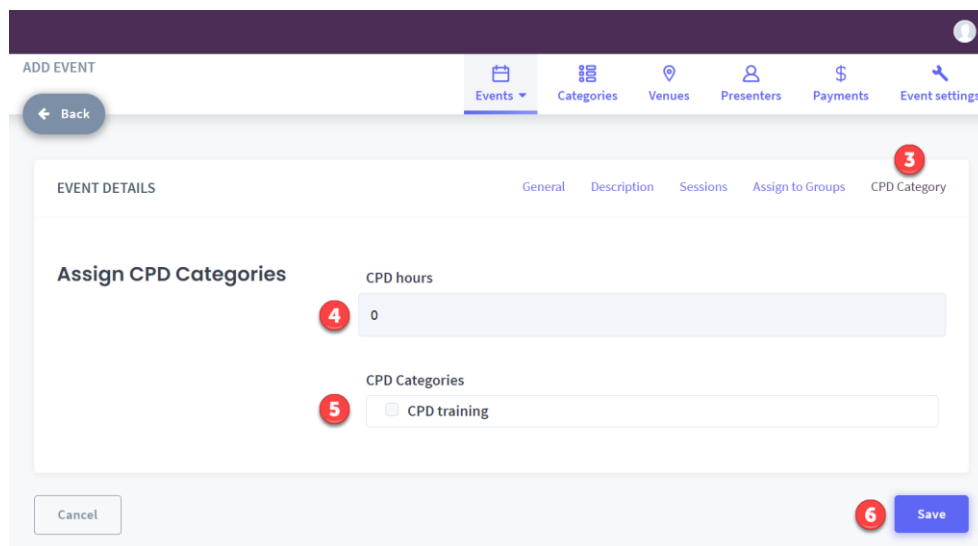 ADD EVENT
Events
Categories
Venues
Presenters
Payments
Event settings
Back
3
EVENT DETAILS
General
Description
Sessions
Assign to Groups
CPD Category
Assign CPD Categories
CPD hours
4
0
CPD Categories
5
CPD training
Cancel
6
Save